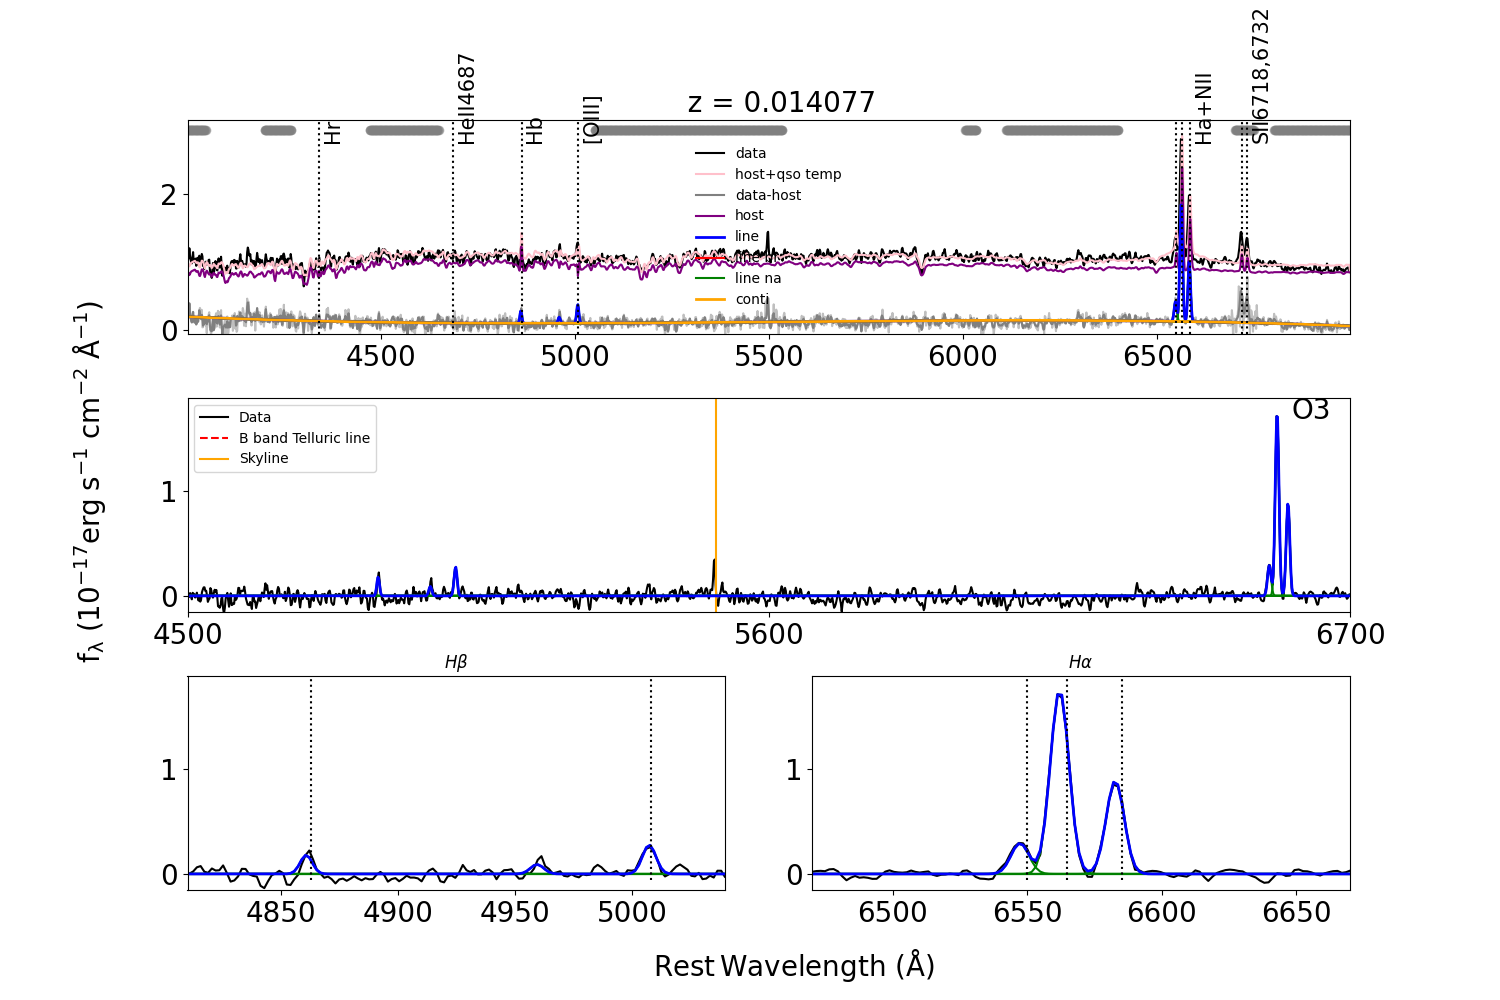 z = 0.014077
Hr
HeII4687
Hb
[OIII]
Ha+NII
SII6718,6732
data
host+qso temp
data-host
host
line
line na
conti
2
0
4500 5000 5500 6000 6500
f_λ (10^−17 erg s^−1 cm^−2 Å^−1)
Data
B band Telluric line
Skyline
O3
1
0
4500 5600 6700
Hβ
Hα
1
0
4850 4900 4950 5000
1
0
6500 6550 6600 6650
Rest Wavelength (Å)